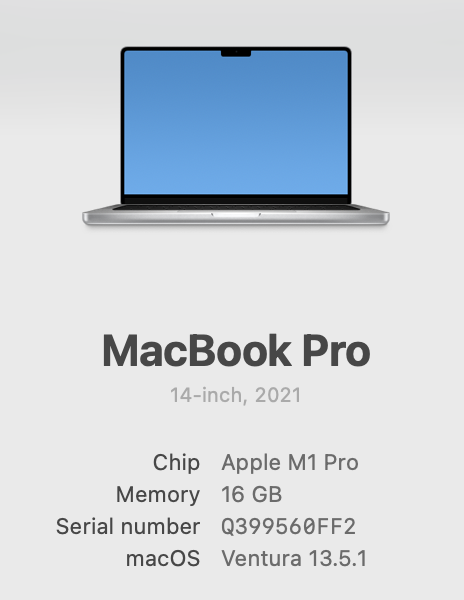 MacBook Pro
14-inch, 2021
Chip Apple M1 Pro
Memory 16 GB
Serial number Q399560FF2
macOS Ventura 13.5.1